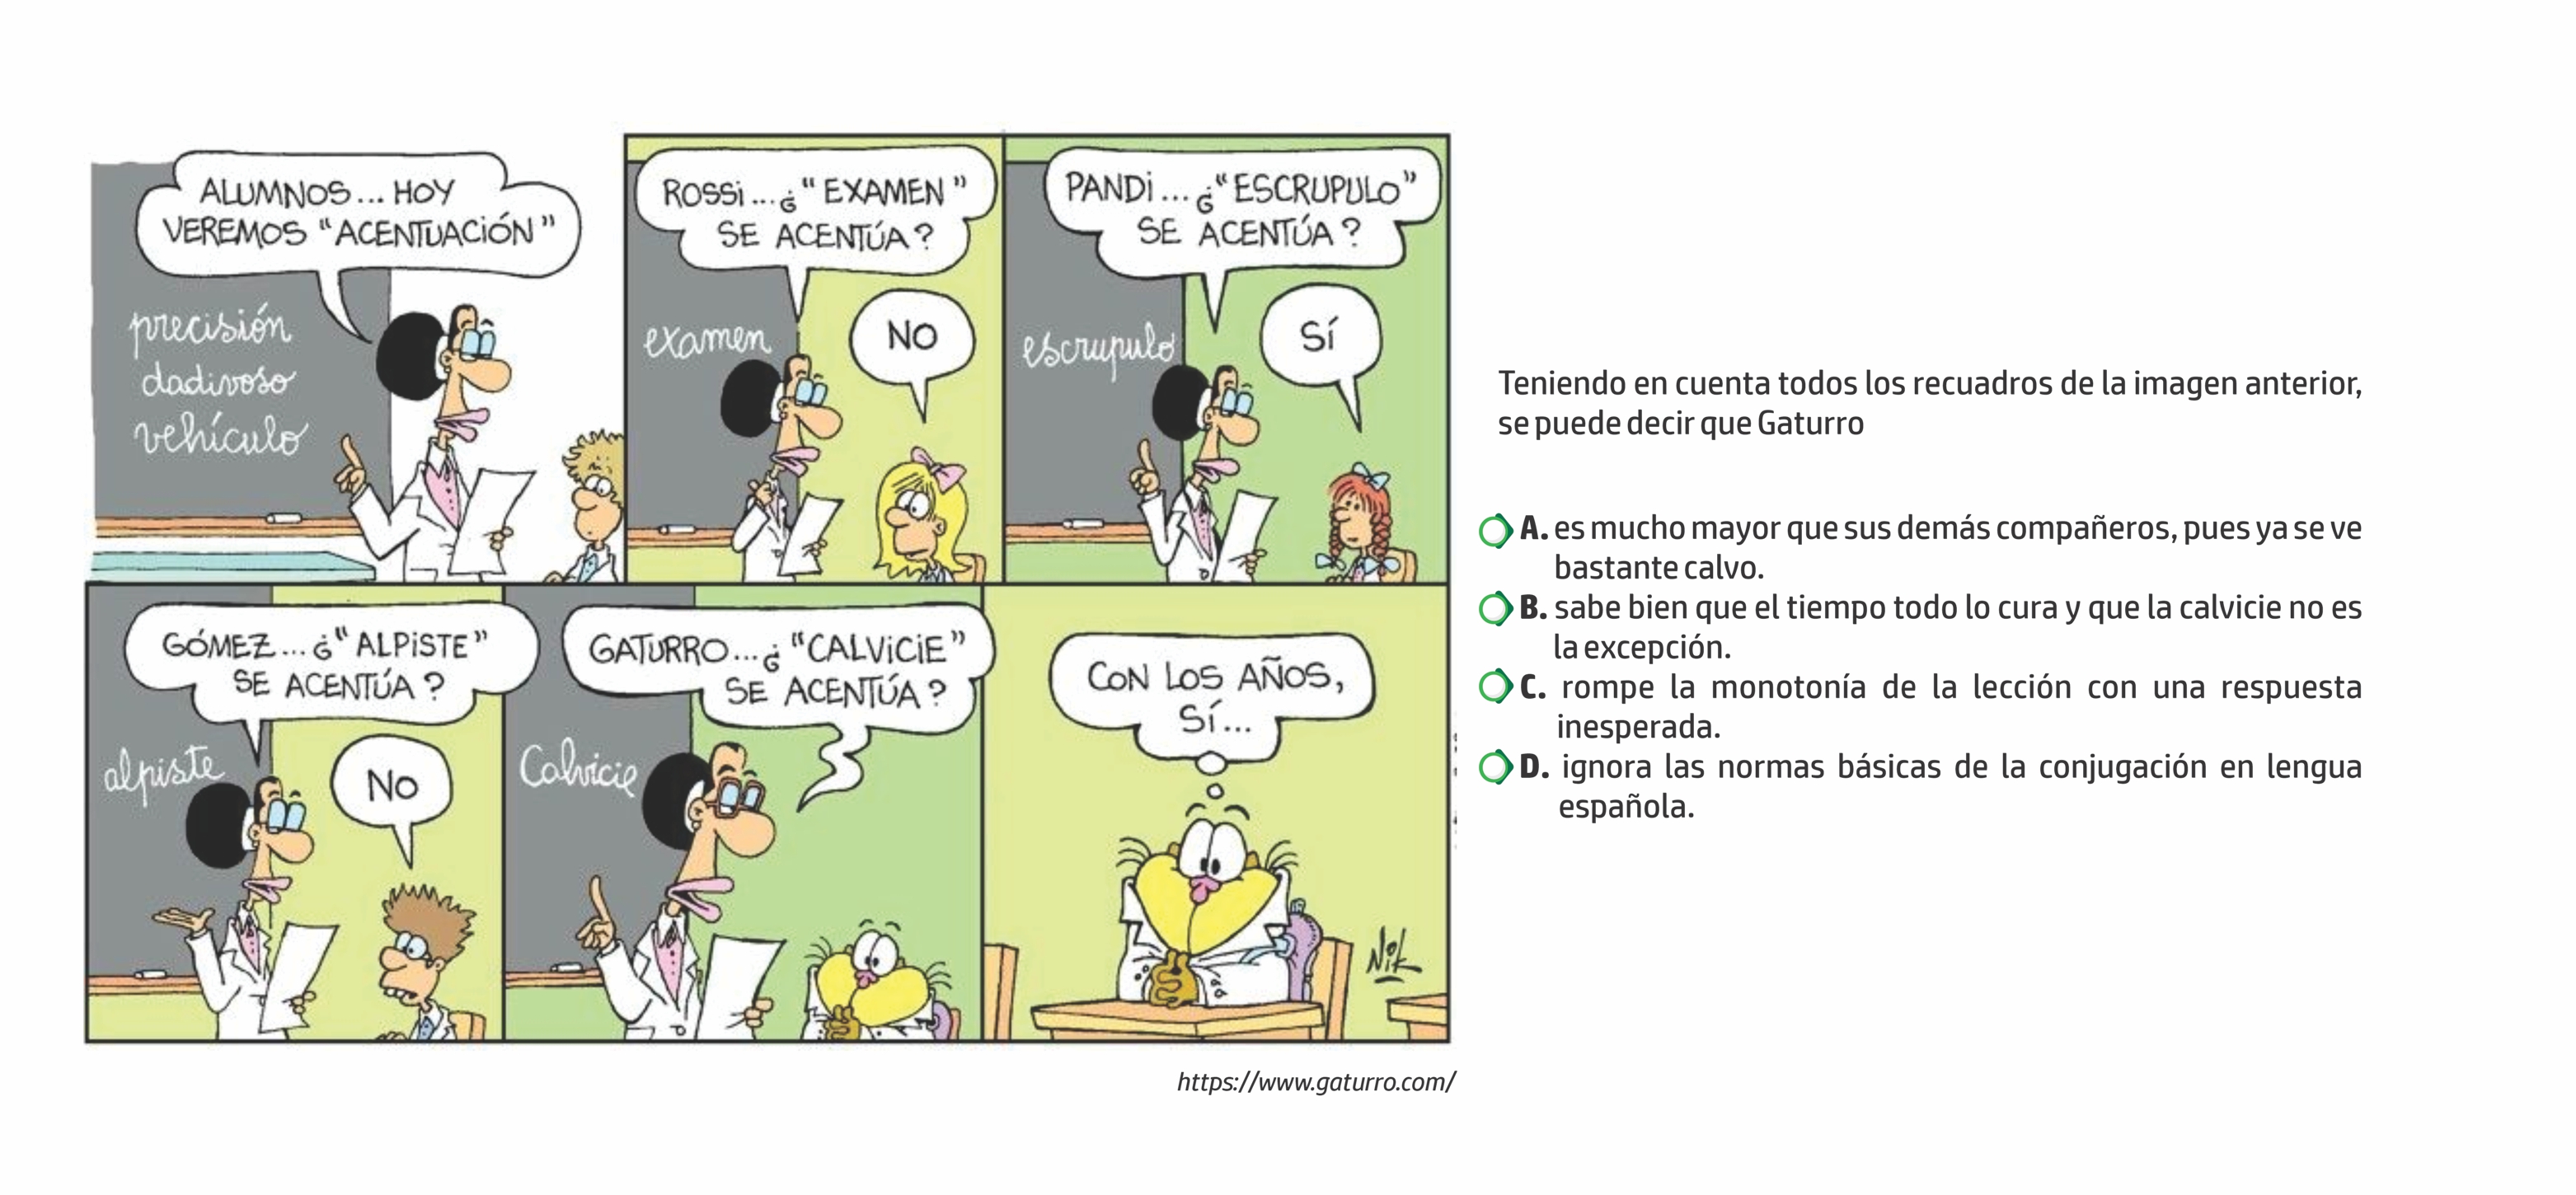 ALUMNOS... HOY
VEREMOS "ACENTUACIÓN"
precisión
dadivoso
vehículo
ROSSI... ¿"EXAMEN"
SE ACENTÚA?
examen
NO
PANDI... ¿"ESCRUPULO"
SE ACENTÚA?
escrupulo
SÍ
GÓMEZ... ¿"ALPISTE"
SE ACENTÚA?
alpiste
NO
GATURRO... ¿"CALVICIE"
SE ACENTÚA?
Calvicie
CON LOS AÑOS,
SÍ...
Nik
https://www.gaturro.com/
Teniendo en cuenta todos los recuadros de la imagen anterior,
se puede decir que Gaturro
A. es mucho mayor que sus demás compañeros, pues ya se ve
bastante calvo.
B. sabe bien que el tiempo todo lo cura y que la calvicie no es
la excepción.
C. rompe la monotonía de la lección con una respuesta
inesperada.
D. ignora las normas básicas de la conjugación en lengua
española.